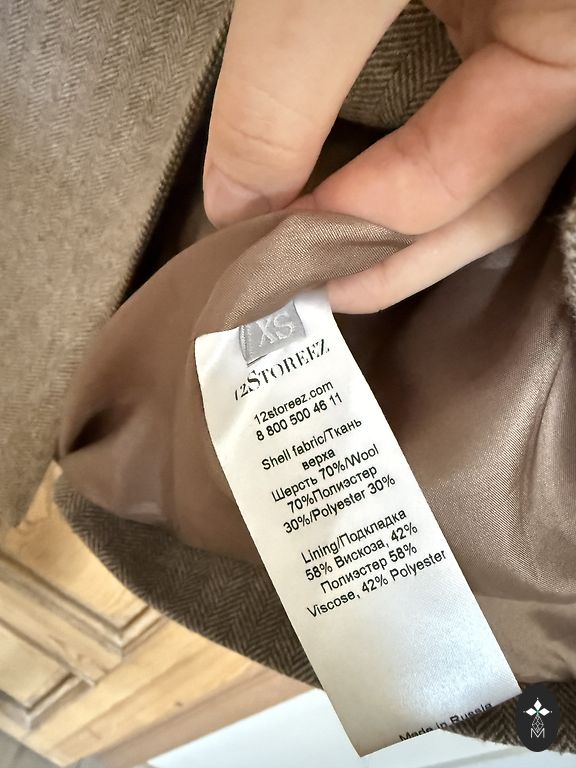 XS
12STOREEZ
12storeez.com
8 800 500 46 11
Shell fabric/Ткань
верха
Шерсть 70%/Wool
70%Полиэстер
30%/Polyester 30%
Lining/Подкладка
58% Вискоза, 42%
Полиэстер 58%
Viscose, 42% Polyester
Made in Russia
M